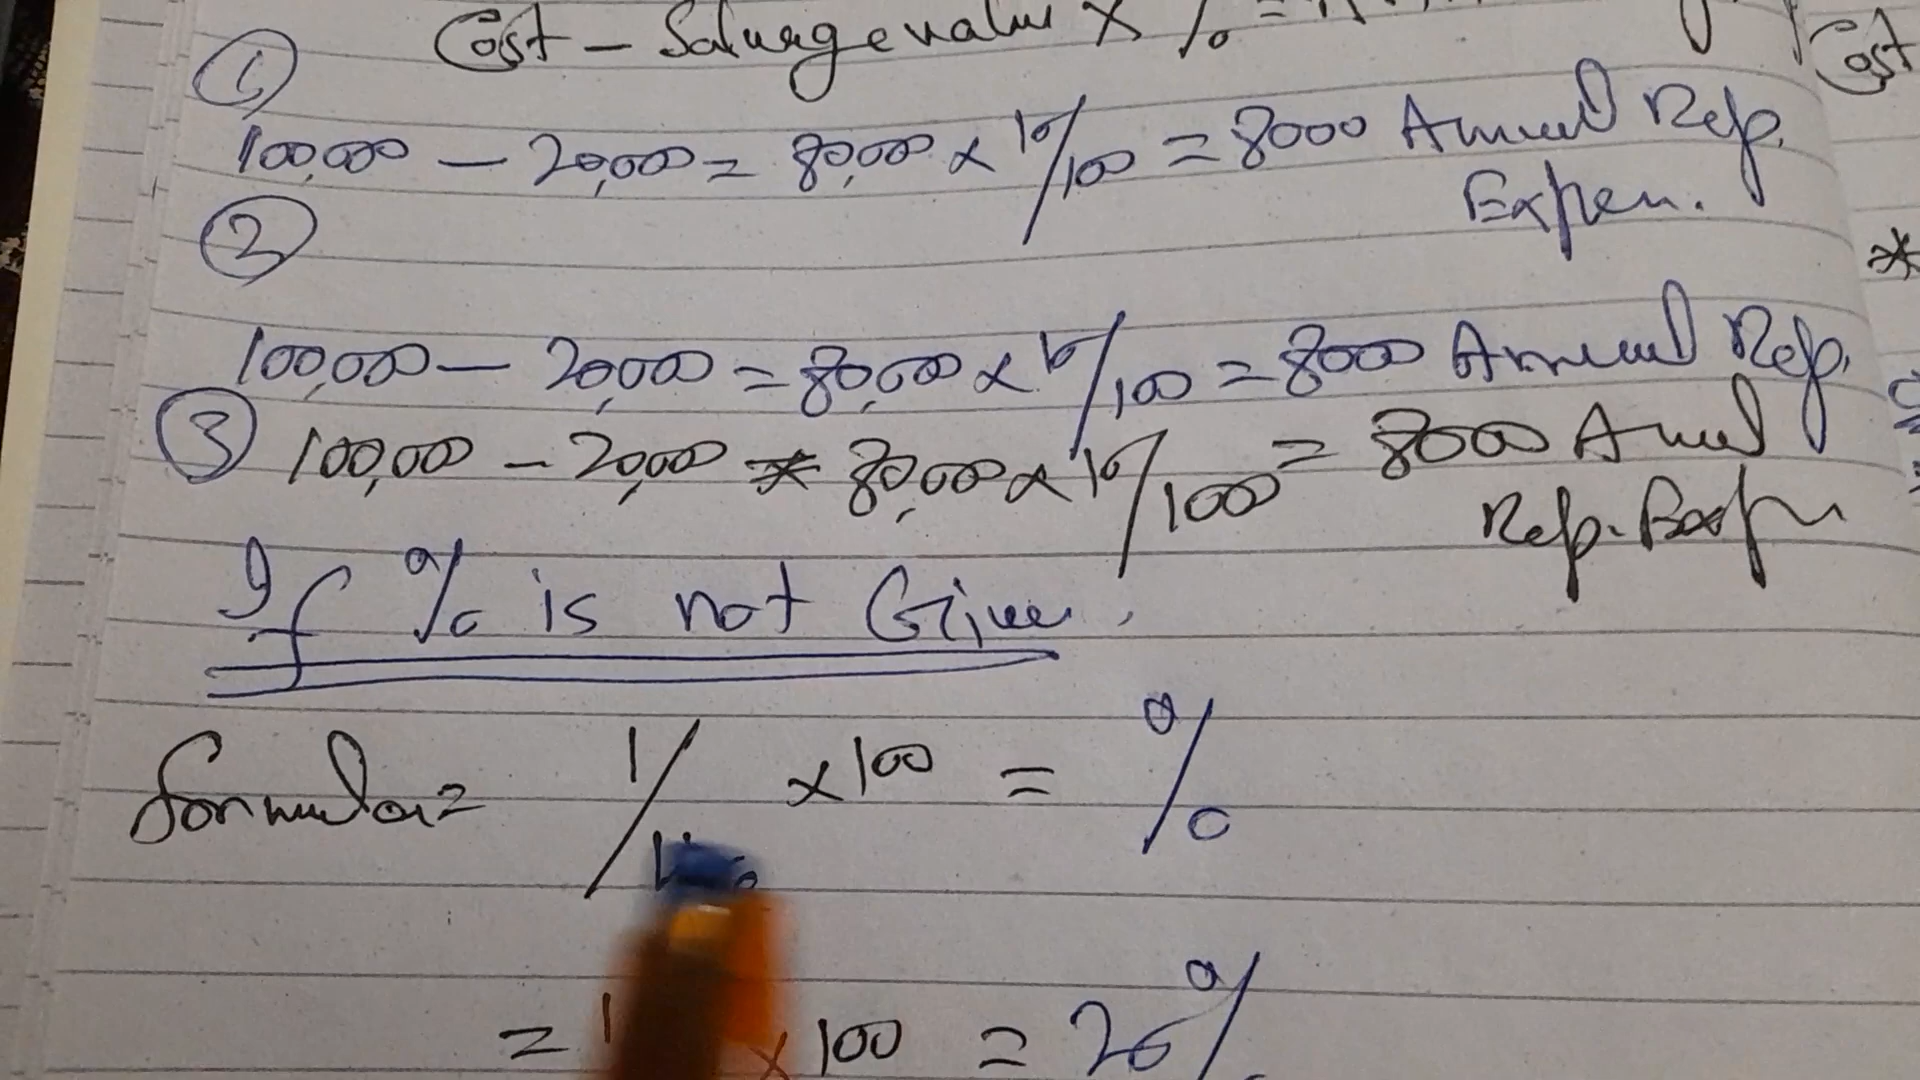 Cost - Salvage value x % =
Cost
①
100,000 - 20,000 = 80,000 x 10/100 = 8000 Annual Dep.
Expen.
②
*
100,000 - 20,000 = 80,000 x 10/100 = 8000 Annual Dep.
③ 100,000 - 20,000 = 80,000 x 10/100 = 8000 Anual
Dep. Exp
If % is not Given.
formula = 1/ x 100 = %
= 1 x 100 = 20%